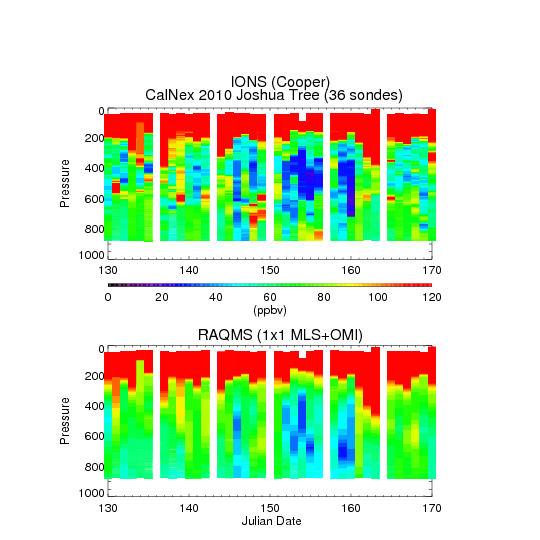 IONS (Cooper)
CalNex 2010 Joshua Tree (36 sondes)
0
200
400
600
800
1000
Pressure
130 140 150 160 170
0 20 40 60 80 100 120
(ppbv)
RAQMS (1x1 MLS+OMI)
0
200
400
600
800
1000
Pressure
130 140 150 160 170
Julian Date